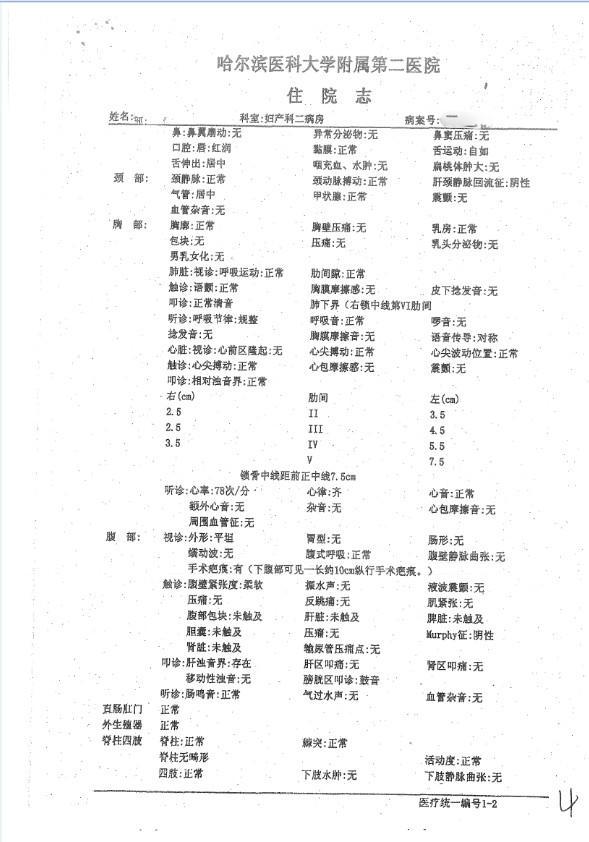 哈尔滨医科大学附属第二医院
住 院 志
姓名: 科室:妇产科二病房 病案号:
鼻:鼻翼扇动:无 异常分泌物:无 鼻窦压痛:无
口腔:唇:红润 黏膜:正常 舌运动:自如
舌伸出:居中 咽充血、水肿:无 扁桃体肿大:无
颈 部: 颈静脉:正常 颈动脉搏动:正常 肝颈静脉回流征:阴性
气管:居中 甲状腺:正常 震颤:无
血管杂音:无
胸 部: 胸廓:正常 胸壁压痛:无 乳房:正常
包块:无 压痛:无 乳头分泌物:无
男乳女化:无
肺脏:视诊:呼吸运动:正常 肋间隙:正常
触诊:语颤:正常 胸膜摩擦感:无 皮下捻发音:无
叩诊:正常清音 肺下界(右锁中线第VI肋间
听诊:呼吸节律:规整 呼吸音:正常 啰音:无
捻发音:无 胸膜摩擦音:无 语音传导:对称
心脏:视诊:心前区隆起:无 心尖搏动:正常 心尖波动位置:正常
触诊:心尖搏动:正常 心包摩擦感:无 震颤:无
叩诊:相对浊音界:正常
右(cm) 肋间 左(cm)
2.5 II 3.5
2.5 III 4.5
3.5 IV 5.5
V 7.5
锁骨中线距前正中线7.5cm
听诊:心率:78次/分 心律:齐 心音:正常
额外心音:无 杂音:无 心包摩擦音:无
周围血管征:无
腹 部: 视诊:外形:平坦 胃型:无 肠形:无
蠕动波:无 腹式呼吸:正常 腹壁静脉曲张:无
手术疤痕:有(下腹部可见一长约10cm纵行手术疤痕。)
触诊:腹壁紧张度:柔软 振水声:无 液波震颤:无
压痛:无 反跳痛:无 肌紧张:无
腹部包块:未触及 肝脏:未触及 脾脏:未触及
胆囊:未触及 压痛:无 Murphy征:阴性
肾脏:未触及 输尿管压痛点:无
叩诊:肝浊音界:存在 肝区叩痛:无 肾区叩痛:无
移动性浊音:无 膀胱区叩诊:鼓音
听诊:肠鸣音:正常 气过水声:无 血管杂音:无
直肠肛门 正常
外生殖器 正常
脊柱四肢 脊柱:正常 棘突:正常
脊柱无畸形 活动度:正常
四肢:正常 下肢水肿:无 下肢静脉曲张:无
医疗统一编号1-2
4